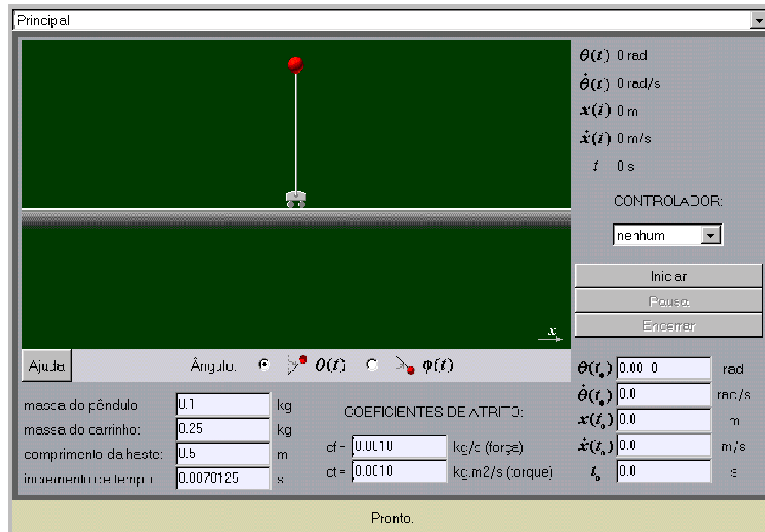 Principal
θ(t) 0 rad
θ̇(t) 0 rad/s
x(t) 0 m
ẋ(t) 0 m/s
t 0 s
CONTROLADOR:
nenhum
Iniciar
Pausa
Encerrar
x
Ajuda
Ângulo:
θ(t)
φ(t)
massa do pêndulo
0.1
kg
massa do carrinho:
0.25
kg
comprimento da haste:
0.5
m
incremento de tempo
0.0070125
s
COEFICIENTES DE ATRITO:
cf = 0.0010 kg/s (força)
ct = 0.0010 kg.m2/s (torque)
θ(t₀)
rad
θ̇(t₀) 0.0 rad/s
x(t₀) 0.0 m
ẋ(t₀) 0.0 m/s
t₀ 0.0 s
Pronto.